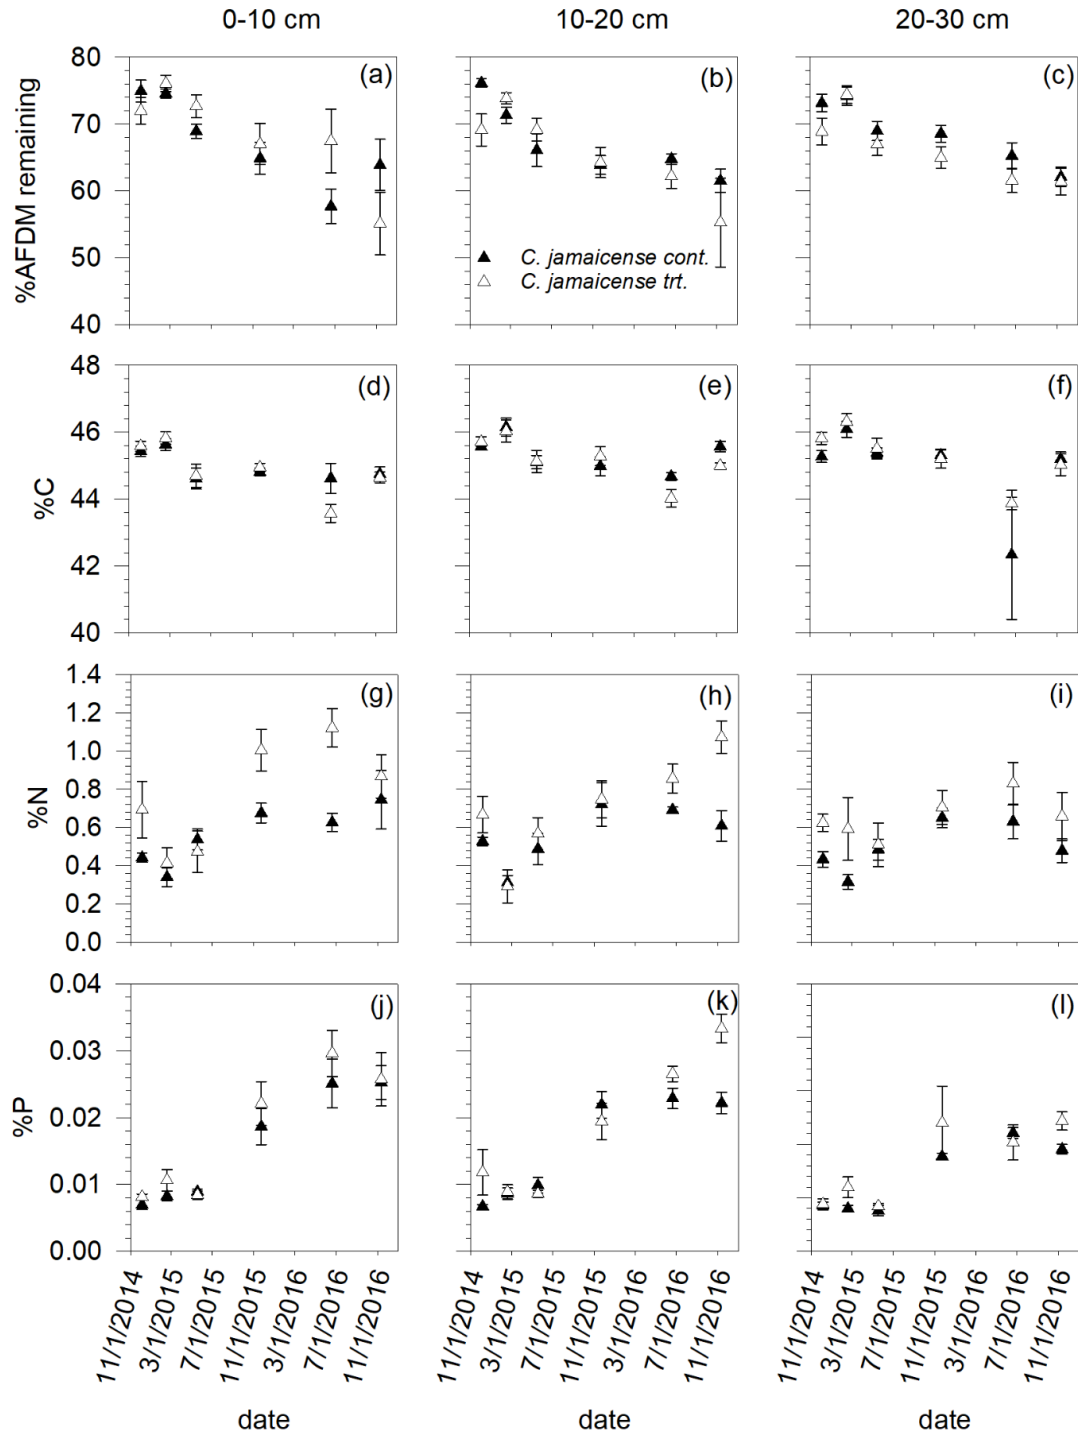 0-10 cm
10-20 cm
20-30 cm
%AFDM remaining
80
70
60
50
40
(a)
(b)
(c)
C. jamaicense cont.
C. jamaicense trt.
%C
48
46
44
42
40
(d)
(e)
(f)
%N
1.4
1.2
1.0
0.8
0.6
0.4
0.2
0.0
(g)
(h)
(i)
%P
0.04
0.03
0.02
0.01
0.00
(j)
(k)
(l)
11/1/2014
3/1/2015
7/1/2015
11/1/2015
3/1/2016
7/1/2016
11/1/2016
11/1/2014
3/1/2015
7/1/2015
11/1/2015
3/1/2016
7/1/2016
11/1/2016
11/1/2014
3/1/2015
7/1/2015
11/1/2015
3/1/2016
7/1/2016
11/1/2016
date
date
date